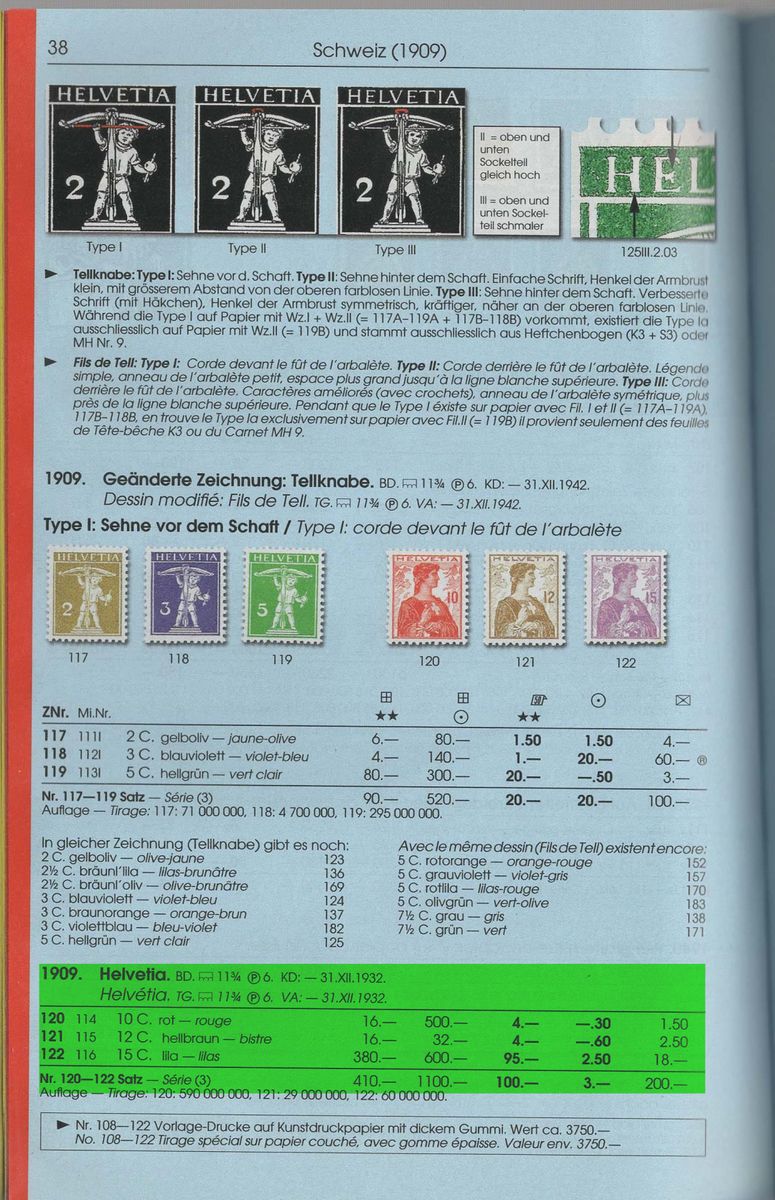 38
Schweiz (1909)
HELVETIA
HELVETIA
HELVETIA
2
2
2
II = oben und
unten
Sockelteil
gleich hoch
III = oben und
unten Sockel-
teil schmaler
HEL
Type I
Type II
Type III
125III.2.03
► Tellknabe: Type I: Sehne vor d. Schaft. Type II: Sehne hinter dem Schaft. Einfache Schrift, Henkel der Armbrust
klein, mit grösserem Abstand von der oberen farblosen Linie. Type III: Sehne hinter dem Schaft. Verbesserte
Schrift (mit Häkchen), Henkel der Armbrust symmetrisch, kräftiger, näher an der oberen farblosen Linie.
Während die Type I auf Papier mit Wz.I + Wz.II (= 117A–119A + 117B–118B) vorkommt, existiert die Type Ia
ausschliesslich auf Papier mit Wz.II (= 119B) und stammt ausschliesslich aus Heftchenbogen (K3 + S3) oder
MH Nr. 9.
► Fils de Tell: Type I: Corde devant le fût de l'arbalète. Type II: Corde derrière le fût de l'arbalète. Légende
simple, anneau de l'arbalète petit, espace plus grand jusqu'à la ligne blanche supérieure. Type III: Corde
derrière le fût de l'arbalète. Caractères améliorés (avec crochets), anneau de l'arbalète symétrique, plus
près de la ligne blanche supérieure. Pendant que le Type I éxiste sur papier avec Fil. I et II (= 117A–119A),
117B–118B, en trouve le Type Ia exclusivement sur papier avec Fil.II (= 119B) il provient seulement des feuilles
de Tête-bêche K3 ou du Carnet MH 9.
1909. Geänderte Zeichnung: Tellknabe. BD. 11¾ Ⓟ 6. KD: — 31.XII.1942.
Dessin modifié: Fils de Tell. TG. 11¾ Ⓟ 6. VA: — 31.XII.1942.
Type I: Sehne vor dem Schaft / Type I: corde devant le fût de l'arbalète
HELVETIA HELVETIA HELVETIA HELVETIA HELVETIA HELVETIA
2 3 5 10 12 15
117 118 119 120 121 122
ZNr. Mi.Nr. ★★ ⊙ ★★
117 111I 2 C. gelboliv — jaune-olive 6.— 80.— 1.50 1.50 4.—
118 112I 3 C. blauviolett — violet-bleu 4.— 140.— 1.— 20.— 60.— Ⓡ
119 113I 5 C. hellgrün — vert clair 80.— 300.— 20.— —.50 3.—
Nr. 117—119 Satz — Série (3) 90.— 520.— 20.— 20.— 100.—
Auflage — Tirage: 117: 71 000 000, 118: 4 700 000, 119: 295 000 000.
In gleicher Zeichnung (Tellknabe) gibt es noch:
2 C. gelboliv — olive-jaune 123
2½ C. bräunl'lila — lilas-brunâtre 136
2½ C. bräunl'oliv — olive-brunâtre 169
3 C. blauviolett — violet-bleu 124
3 C. braunorange — orange-brun 137
3 C. violettblau — bleu-violet 182
5 C. hellgrün — vert clair 125
Avec le même dessin (Fils de Tell) existent encore:
5 C. rotorange — orange-rouge 152
5 C. grauviolett — violet-gris 157
5 C. rotlila — lilas-rouge 170
5 C. olivgrün — vert-olive 183
7½ C. grau — gris 138
7½ C. grün — vert 171
1909. Helvetia. BD. 11¾ Ⓟ 6. KD: — 31.XII.1932.
Helvétia. TG. 11¾ Ⓟ 6. VA: — 31.XII.1932.
120 114 10 C. rot — rouge 16.— 500.— 4.— —.30 1.50
121 115 12 C. hellbraun — bistre 16.— 32.— 4.— —.60 2.50
122 116 15 C. lila — lilas 380.— 600.— 95.— 2.50 18.—
Nr. 120—122 Satz — Série (3) 410.— 1100.— 100.— 3.— 200.—
Auflage — Tirage: 120: 590 000 000, 121: 29 000 000, 122: 60 000 000.
► Nr. 108—122 Vorlage-Drucke auf Kunstdruckpapier mit dickem Gummi. Wert ca. 3750.—
No. 108—122 Tirage spécial sur papier couché, avec gomme épaisse. Valeur env. 3750.—